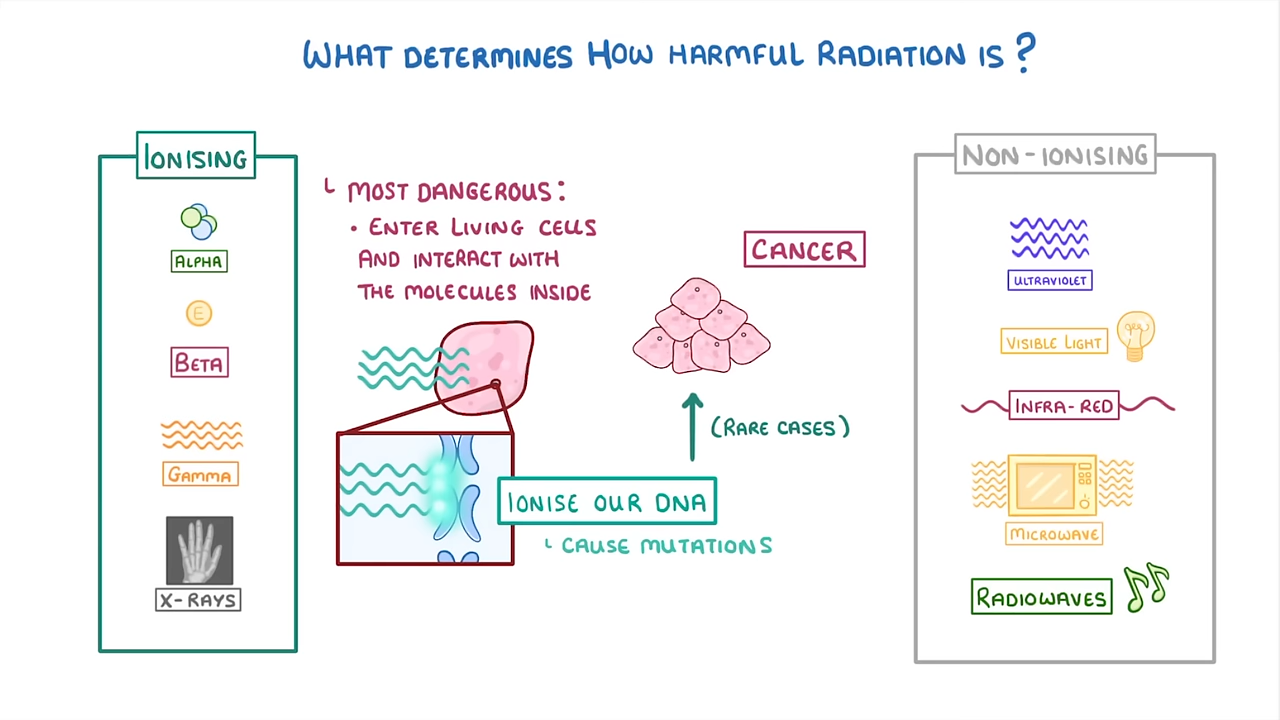 WHAT DETERMINES HOW HARMFUL RADIATION IS?
IONISING
ALPHA
E
BETA
GAMMA
X-RAYS
MOST DANGEROUS:
• ENTER LIVING CELLS
AND INTERACT WITH
THE MOLECULES INSIDE
CANCER
(RARE CASES)
IONISE OUR DNA
CAUSE MUTATIONS
NON-IONISING
ULTRAVIOLET
VISIBLE LIGHT
INFRA-RED
MICROWAVE
RADIOWAVES